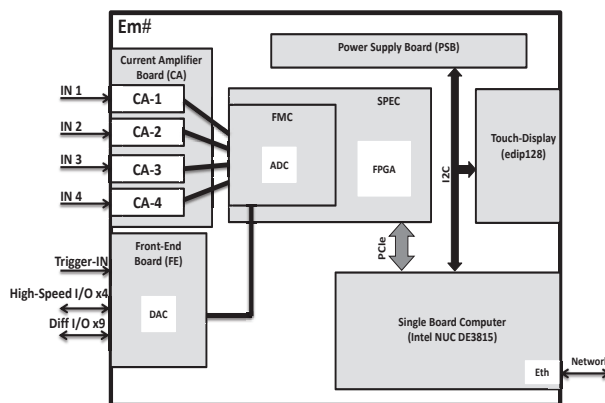 Em#
Power Supply Board (PSB)
Current Amplifier
Board (CA)
IN 1
CA-1
IN 2
CA-2
IN 3
CA-3
IN 4
CA-4
SPEC
FMC
ADC
FPGA
Touch-Display
(edip128)
I2C
PCIe
Front-End
Board (FE)
Trigger-IN
High-Speed I/O x4
Diff I/O x9
DAC
Single Board Computer
(Intel NUC DE3815)
Eth
Network